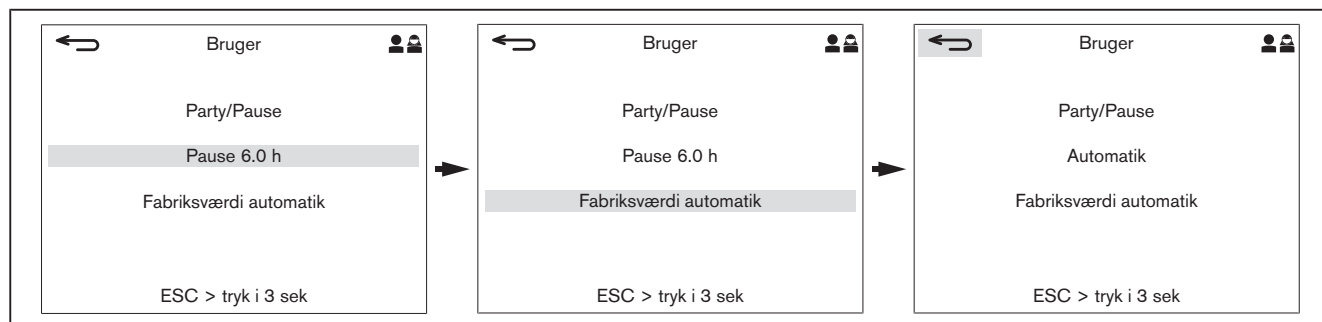 Bruger
Party/Pause
Pause 6.0 h
Fabriksværdi automatik
ESC > tryk i 3 sek
Bruger
Party/Pause
Pause 6.0 h
Fabriksværdi automatik
ESC > tryk i 3 sek
Bruger
Party/Pause
Automatik
Fabriksværdi automatik
ESC > tryk i 3 sek